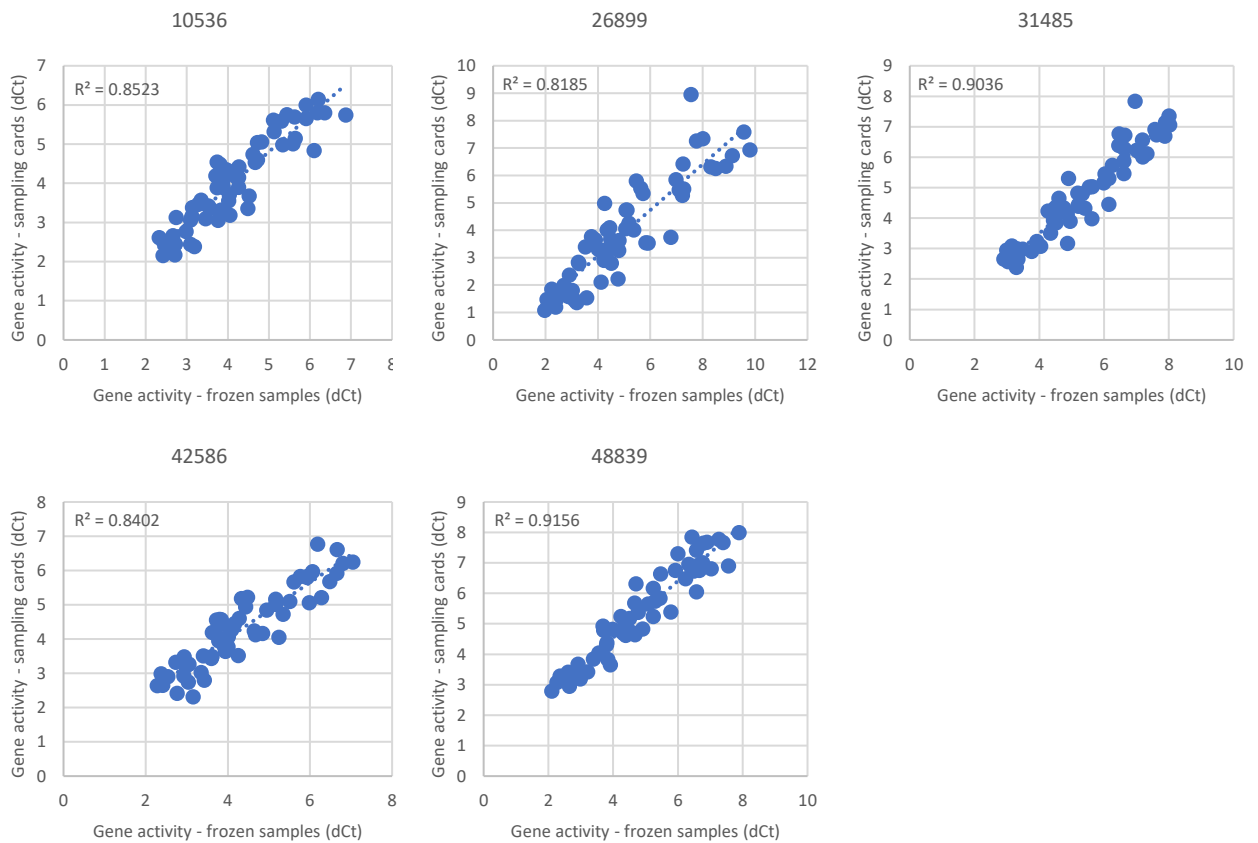 10536
R² = 0.8523
Gene activity - sampling cards (dCt)
7
6
5
4
3
2
1
0
0 1 2 3 4 5 6 7 8
Gene activity - frozen samples (dCt)
26899
R² = 0.8185
Gene activity - sampling cards (dCt)
10
9
8
7
6
5
4
3
2
1
0
0 2 4 6 8 10 12
Gene activity - frozen samples (dCt)
31485
R² = 0.9036
Gene activity - sampling cards (dCt)
9
8
7
6
5
4
3
2
1
0
0 2 4 6 8 10
Gene activity - frozen samples (dCt)
42586
R² = 0.8402
Gene activity - sampling cards (dCt)
8
7
6
5
4
3
2
1
0
0 2 4 6 8
Gene activity - frozen samples (dCt)
48839
R² = 0.9156
Gene activity - sampling cards (dCt)
9
8
7
6
5
4
3
2
1
0
0 2 4 6 8 10
Gene activity - frozen samples (dCt)